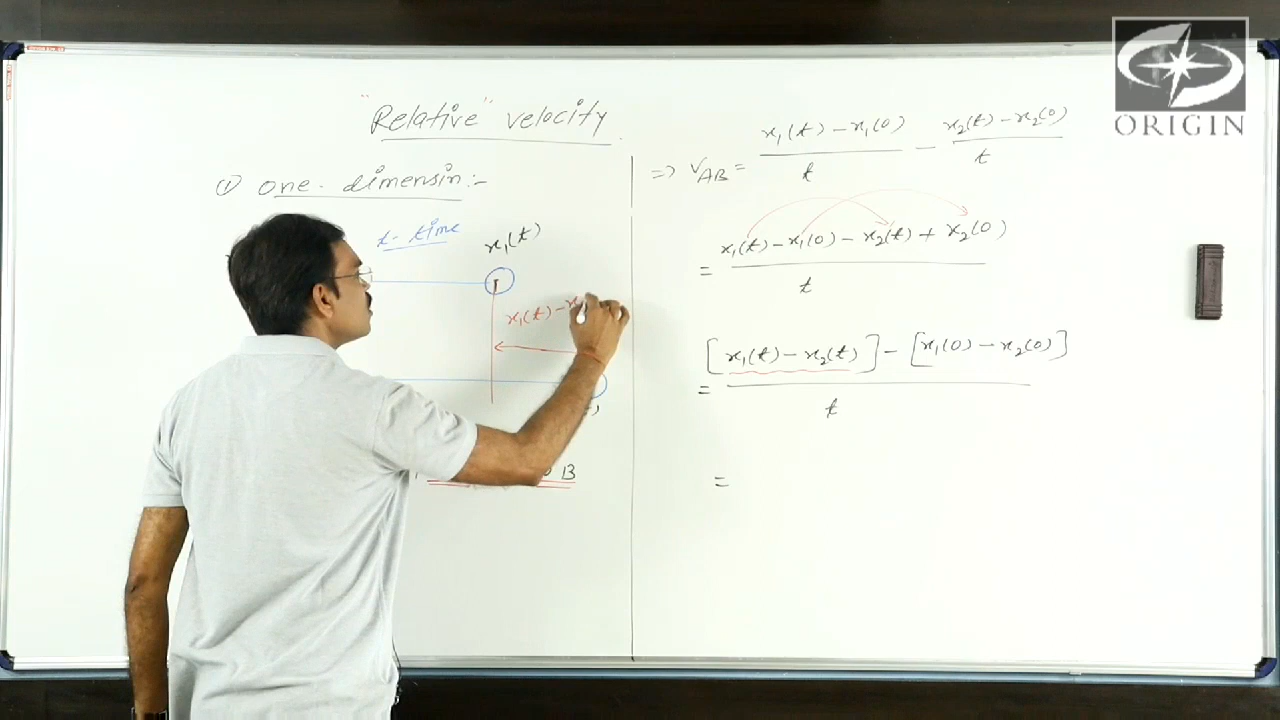 ORIGIN
"Relative" velocity
① one-dimensin:-
t-time
x₁(t)
x₁(t) - x
B
=> V_AB = x₁(t) - x₁(0) / t - x₂(t) - x₂(0) / t
= x₁(t) - x₁(0) - x₂(t) + x₂(0) / t
= [x₁(t) - x₂(t)] - [x₁(0) - x₂(0)] / t
=